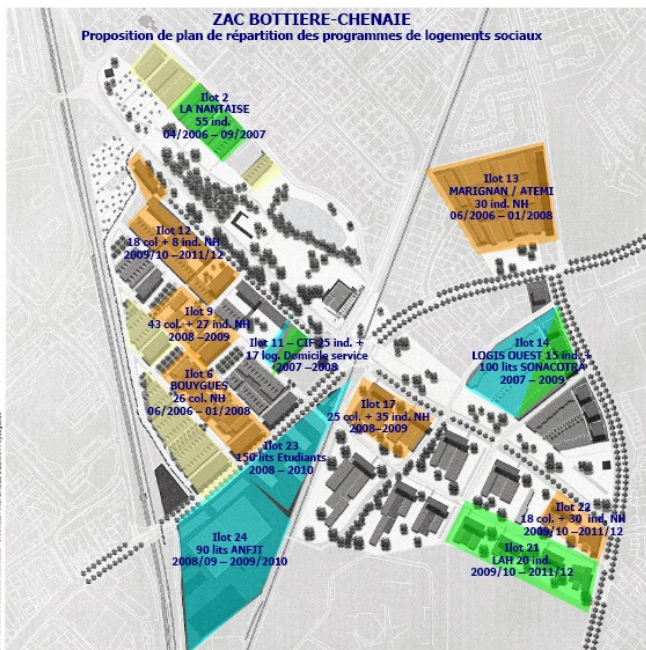 ZAC BOTTIERE-CHENAIE
Proposition de plan de répartition des programmes de logements sociaux
Ilot 2
LA NANTAISE
55 ind.
04/2006 – 09/2007
Ilot 13
MARIGNAN / ATEMI
30 ind. NH
06/2006 – 01/2008
Ilot 12
18 col + 8 ind. NH
2009/10 –2011/12
Ilot 9
43 col. + 27 ind. NH
2008 –2009
Ilot 11 – CIF 25 ind. +
17 log. Domicile service
2007 –2008
Ilot 14
LOGIS OUEST 15 ind. +
100 lits SONACOTRA
2007 – 2009
Ilot 6
BOUYGUES
26 col. NH
06/2006 – 01/2008
Ilot 17
25 col + 35 ind. NH
2008–2009
Ilot 23
150 lits Etudiants
2008 – 2010
Ilot 22
18 col. + 30 ind. NH
2009/10 –2011/12
Ilot 24
90 lits ANFJT
2008/09 – 2009/2010
Ilot 21
LAH 20 ind.
2009/10 – 2011/12